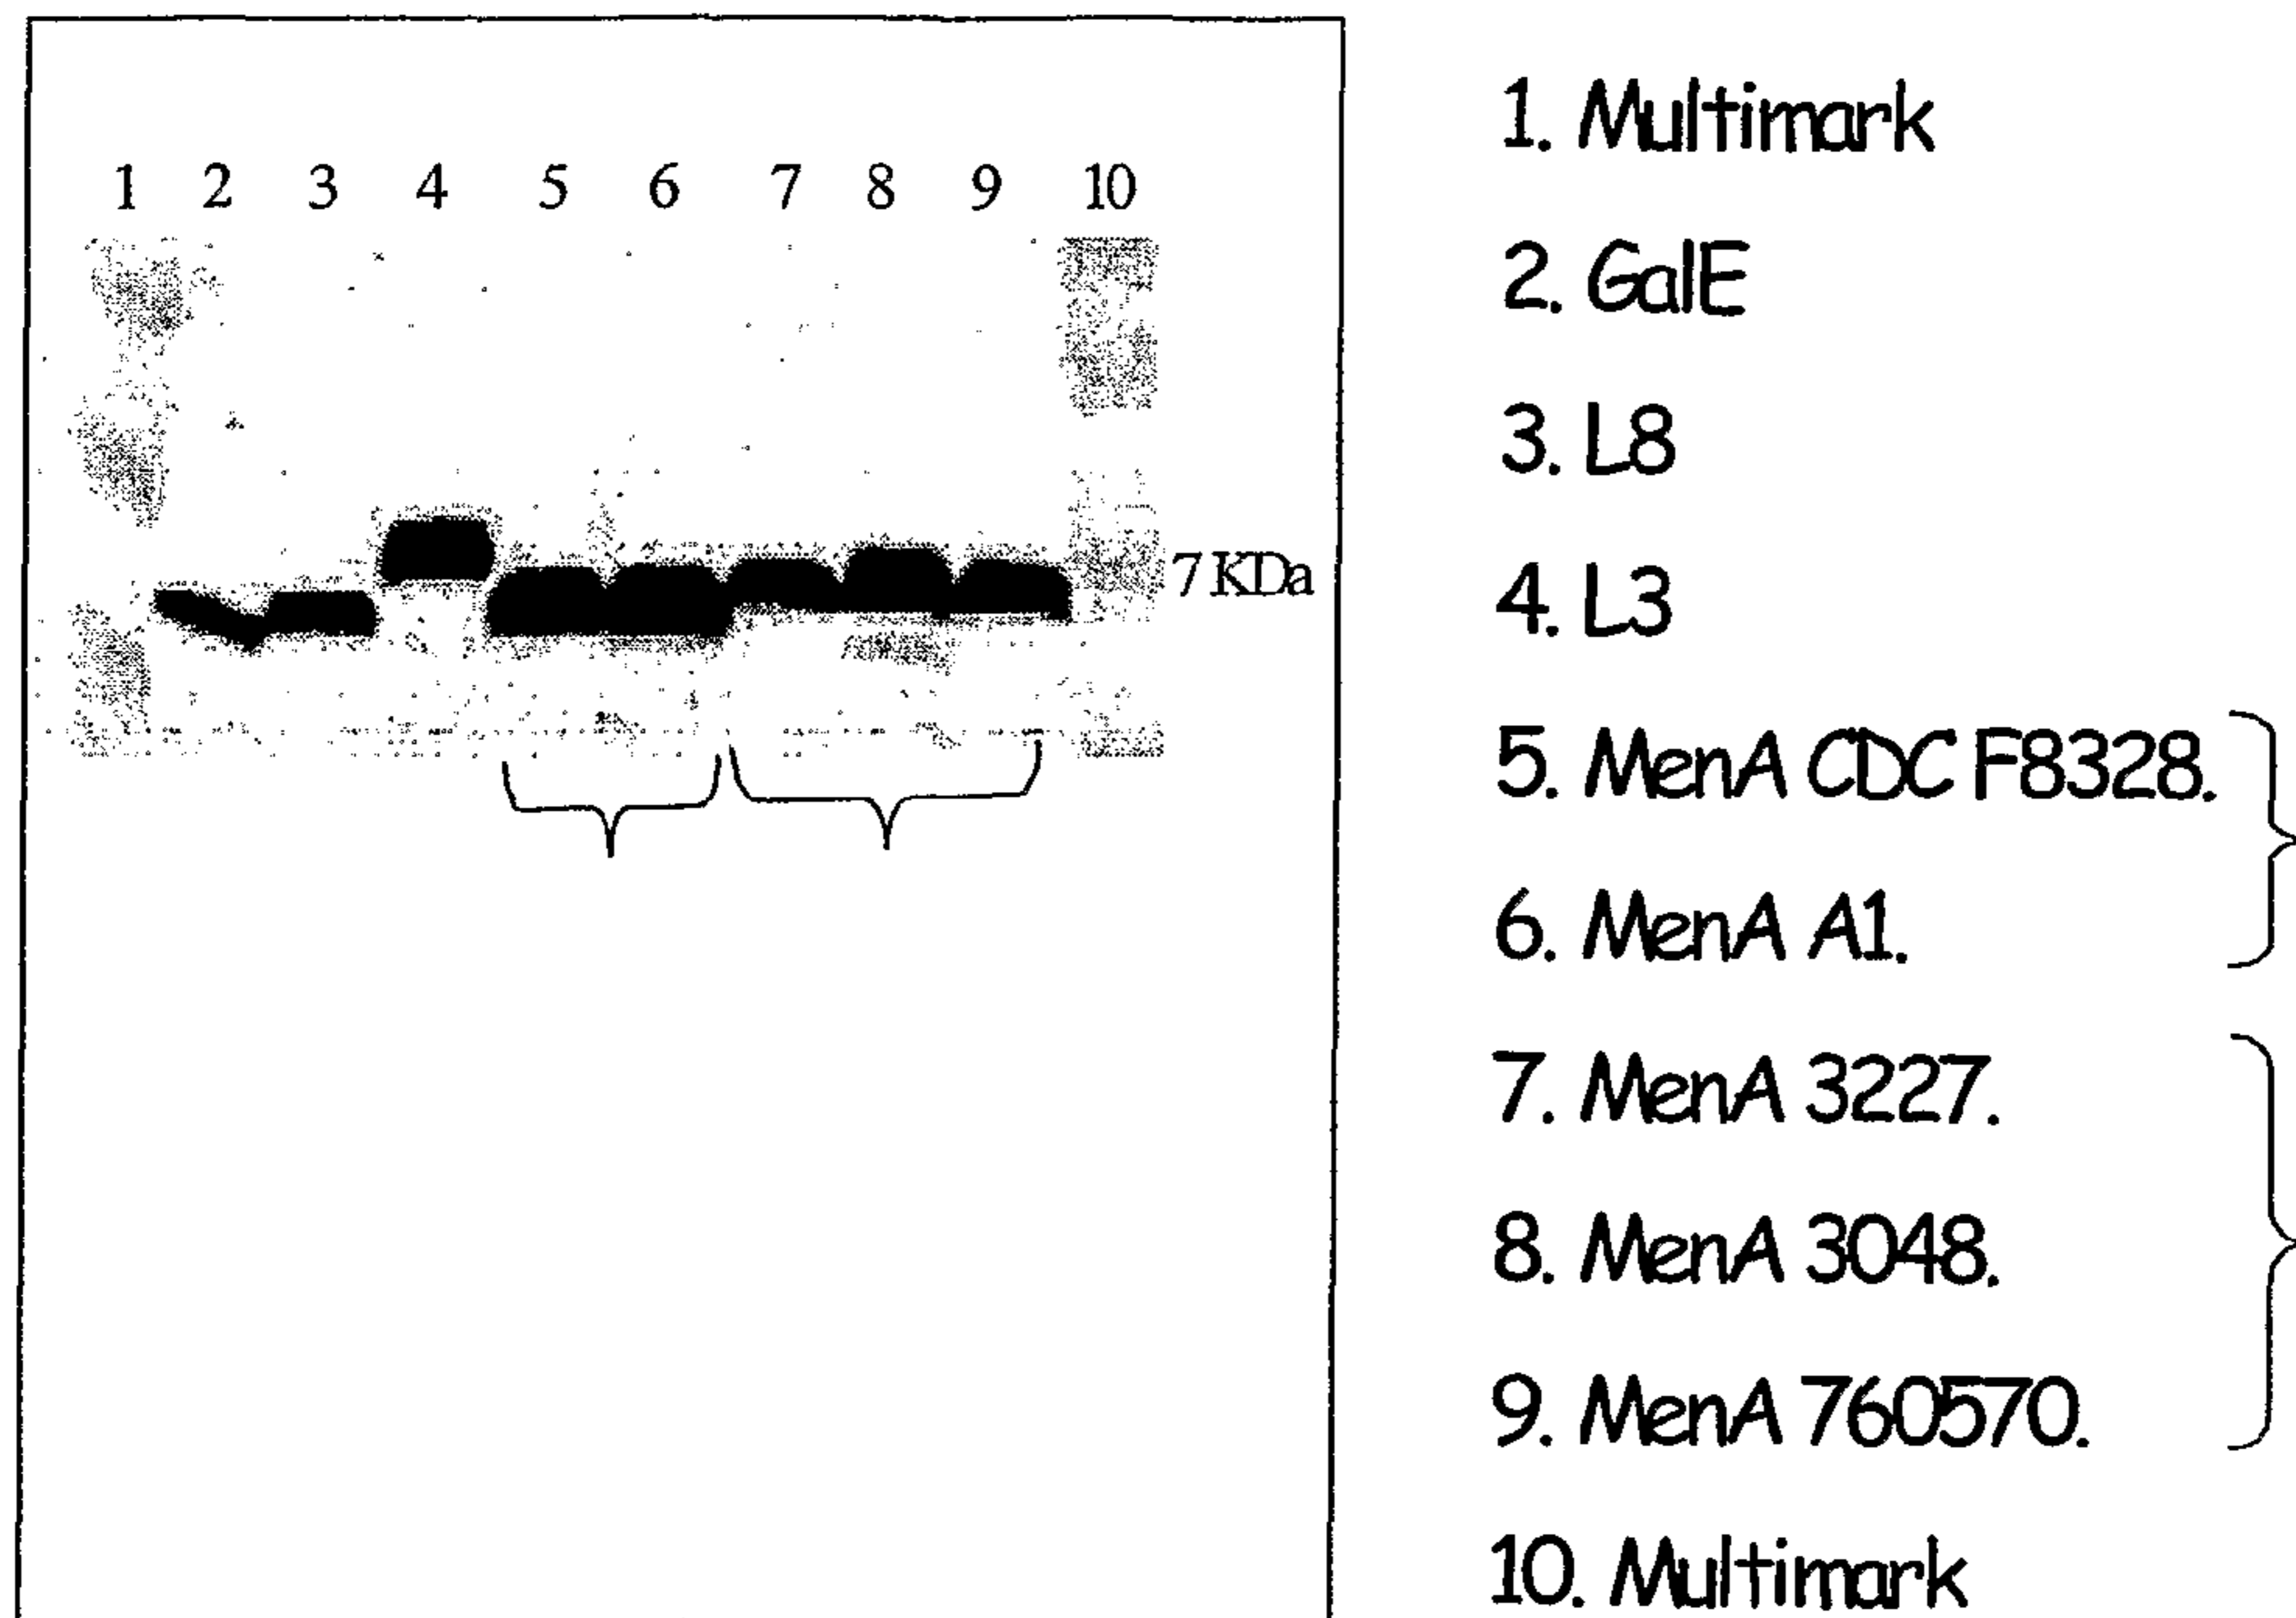 1 2 3 4 5 6 7 8 9 10
7 KDa
1. Multimark
2. GalE
3. L8
4. L3
5. MenA CDC F8328.
6. MenA A1.
7. MenA 3227.
8. MenA 3048.
9. MenA 760570.
10. Multimark